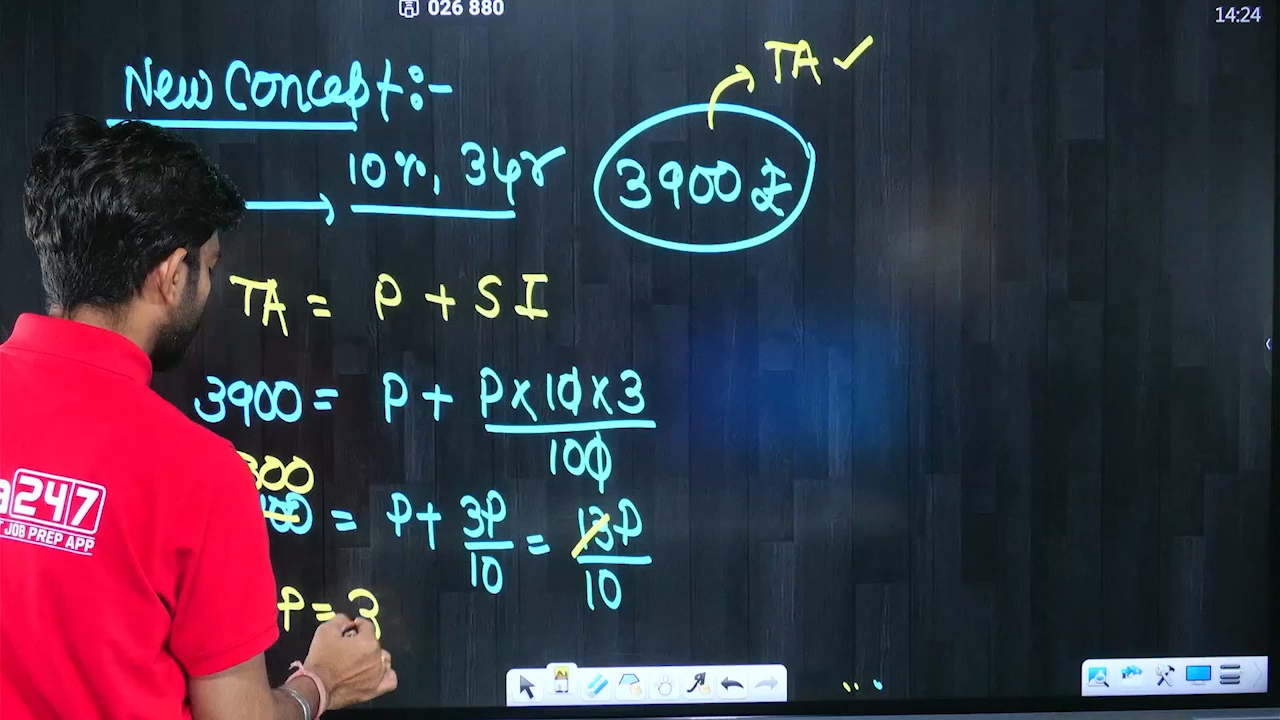 026 880
14:24
New Concept :-
TA ✓
10%, 3yr
3900 ₹
TA = P + SI
3900 = P + P×10×3
100
300
= P + 3P/10 = 13P/10
P = 3
247
JOB PREP APP